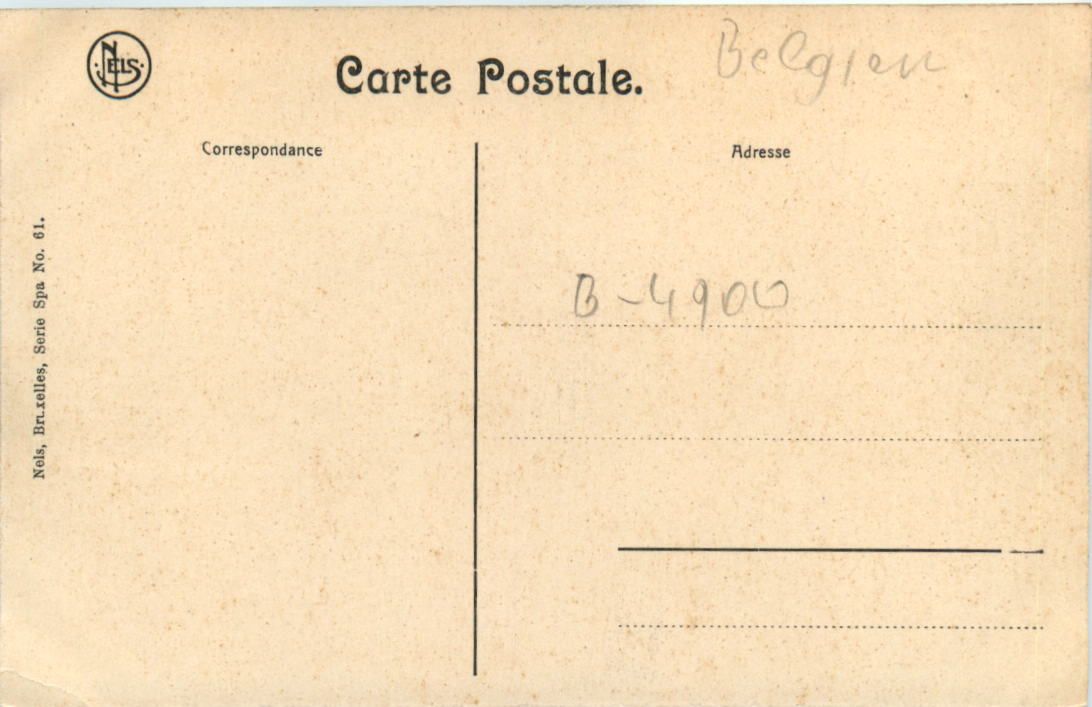 NELS
Carte Postale.
Belgien
Correspondance
Adresse
Nels, Bruxelles, Serie Spa No. 61.
B-4900